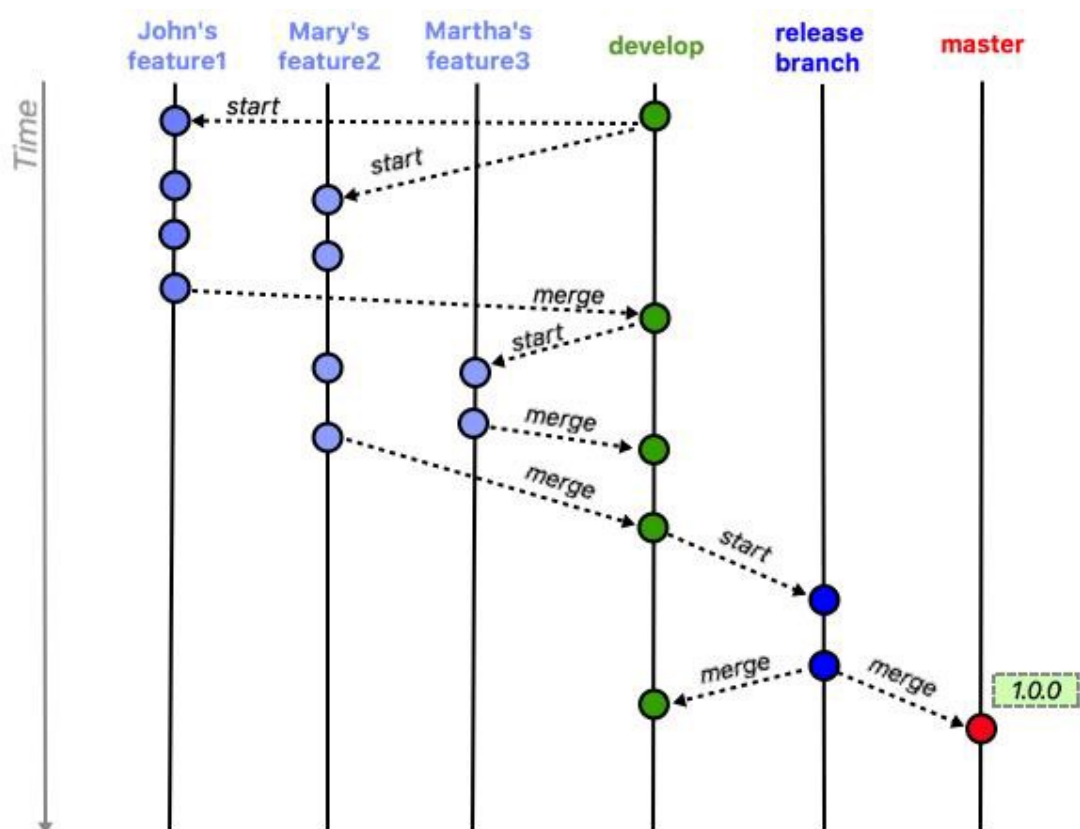 John's
feature1
Mary's
feature2
Martha's
feature3
develop
release
branch
master
Time
start
start
merge
start
merge
merge
start
merge
merge
1.0.0